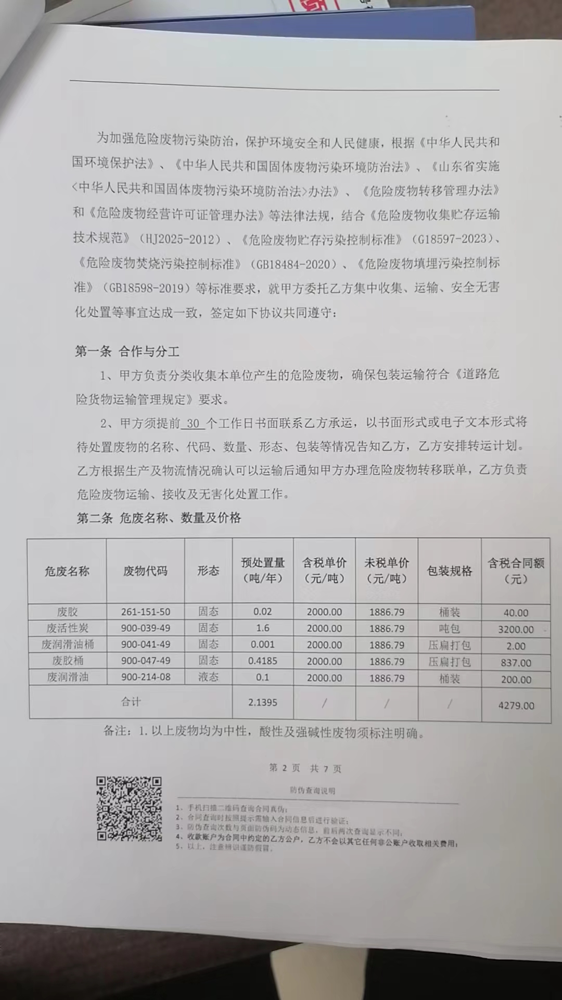 为加强危险废物污染防治，保护环境安全和人民健康，根据《中华人民共和
国环境保护法》、《中华人民共和国固体废物污染环境防治法》、《山东省实施
<中华人民共和国固体废物污染环境防治法>办法》、《危险废物转移管理办法》
和《危险废物经营许可证管理办法》等法律法规，结合《危险废物收集贮存运输
技术规范》（HJ2025-2012）、《危险废物贮存污染控制标准》（G18597-2023）、
《危险废物焚烧污染控制标准》（GB18484-2020）、《危险废物填埋污染控制标
准》（GB18598-2019）等标准要求，就甲方委托乙方集中收集、运输、安全无害
化处置等事宜达成一致，签定如下协议共同遵守：
第一条 合作与分工
1、甲方负责分类收集本单位产生的危险废物，确保包装运输符合《道路危
险货物运输管理规定》要求。
2、甲方须提前 30 个工作日书面联系乙方承运，以书面形式或电子文本形式将
待处置废物的名称、代码、数量、形态、包装等情况告知乙方，乙方安排转运计划。
乙方根据生产及物流情况确认可以运输后通知甲方办理危险废物转移联单，乙方负责
危险废物运输、接收及无害化处置工作。
第二条 危废名称、数量及价格
危废名称 废物代码 形态 预处置量（吨/年） 含税单价（元/吨） 未税单价（元/吨） 包装规格 含税合同额（元）
废胶 261-151-50 固态 0.02 2000.00 1886.79 桶装 40.00
废活性炭 900-039-49 固态 1.6 2000.00 1886.79 吨包 3200.00
废润滑油桶 900-041-49 固态 0.001 2000.00 1886.79 压扁打包 2.00
废胶桶 900-047-49 固态 0.4185 2000.00 1886.79 压扁打包 837.00
废润滑油 900-214-08 液态 0.1 2000.00 1886.79 桶装 200.00
合计 2.1395 / / / 4279.00
备注：1.以上废物均为中性，酸性及强碱性废物须标注明确。
第 2 页 共 7 页
防伪查询说明
1、手机扫描二维码查询合同真伪；
2、合同查询时按照提示需输入合同信息后进行验证；
3、防伪查询次数与页面防伪码为动态信息，前后两次查询显示不同；
4、收款账户为合同中约定的乙方公户，乙方不会以其它任何非公账户收取相关费用；
5、以上，注意辨识谨防假冒。